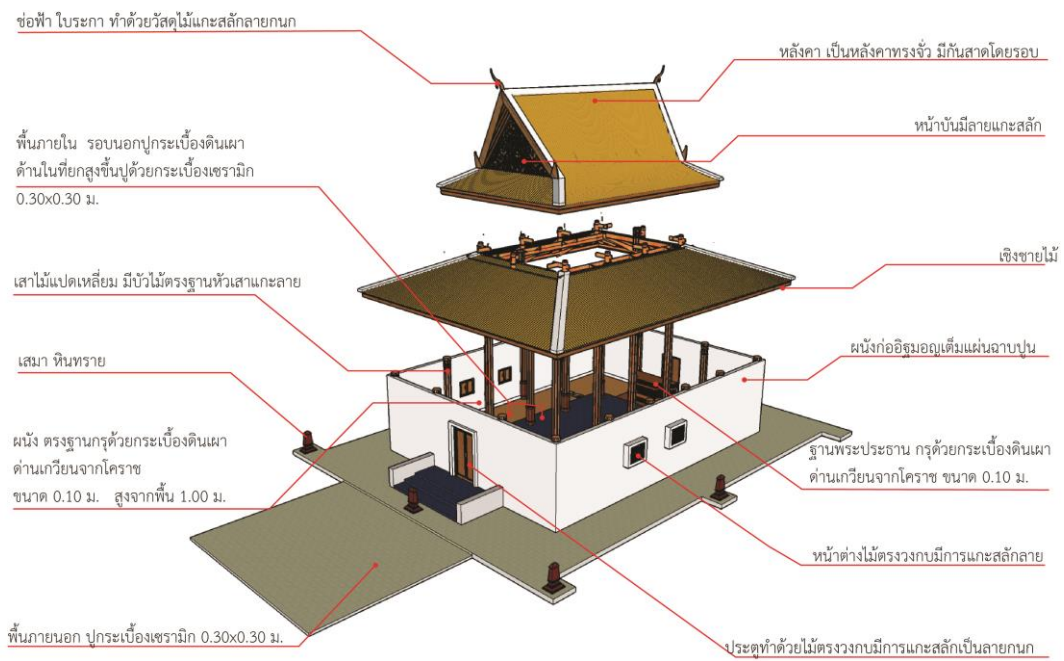 ช่อฟ้า ใบระกา ทำด้วยวัสดุไม้แกะสลักลายกนก
หลังคา เป็นหลังคาทรงจั่ว มีกันสาดโดยรอบ
หน้าบันมีลายแกะสลัก
พื้นภายใน รอบนอกปูกระเบื้องดินเผา
ด้านในที่ยกสูงขึ้นปูด้วยกระเบื้องเซรามิก
0.30x0.30 ม.
เชิงชายไม้
เสาไม้แปดเหลี่ยม มีบัวไม้ตรงฐานหัวเสาแกะลาย
ผนังก่ออิฐมอญเต็มแผ่นฉาบปูน
เสมา หินทราย
ผนัง ตรงฐานกรุด้วยกระเบื้องดินเผา
ด่านเกวียนจากโคราช
ขนาด 0.10 ม. สูงจากพื้น 1.00 ม.
ฐานพระประธาน กรุด้วยกระเบื้องดินเผา
ด่านเกวียนจากโคราช ขนาด 0.10 ม.
หน้าต่างไม้ตรงวงกบมีการแกะสลักลาย
พื้นภายนอก ปูกระเบื้องเซรามิก 0.30x0.30 ม.
ประตูทำด้วยไม้ตรงวงกบมีการแกะสลักเป็นลายกนก